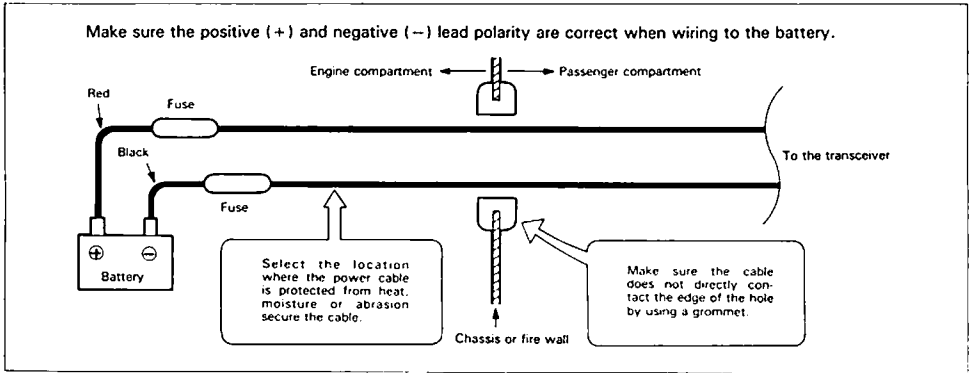 Make sure the positive (+) and negative (−) lead polarity are correct when wiring to the battery.
Engine compartment
Passenger compartment
Red
Fuse
Black
To the transceiver
Fuse
⊕ ⊖
Battery
Select the location
where the power cable
is protected from heat,
moisture or abrasion
secure the cable.
Make sure the cable
does not directly con-
tact the edge of the hole
by using a grommet.
Chassis or fire wall